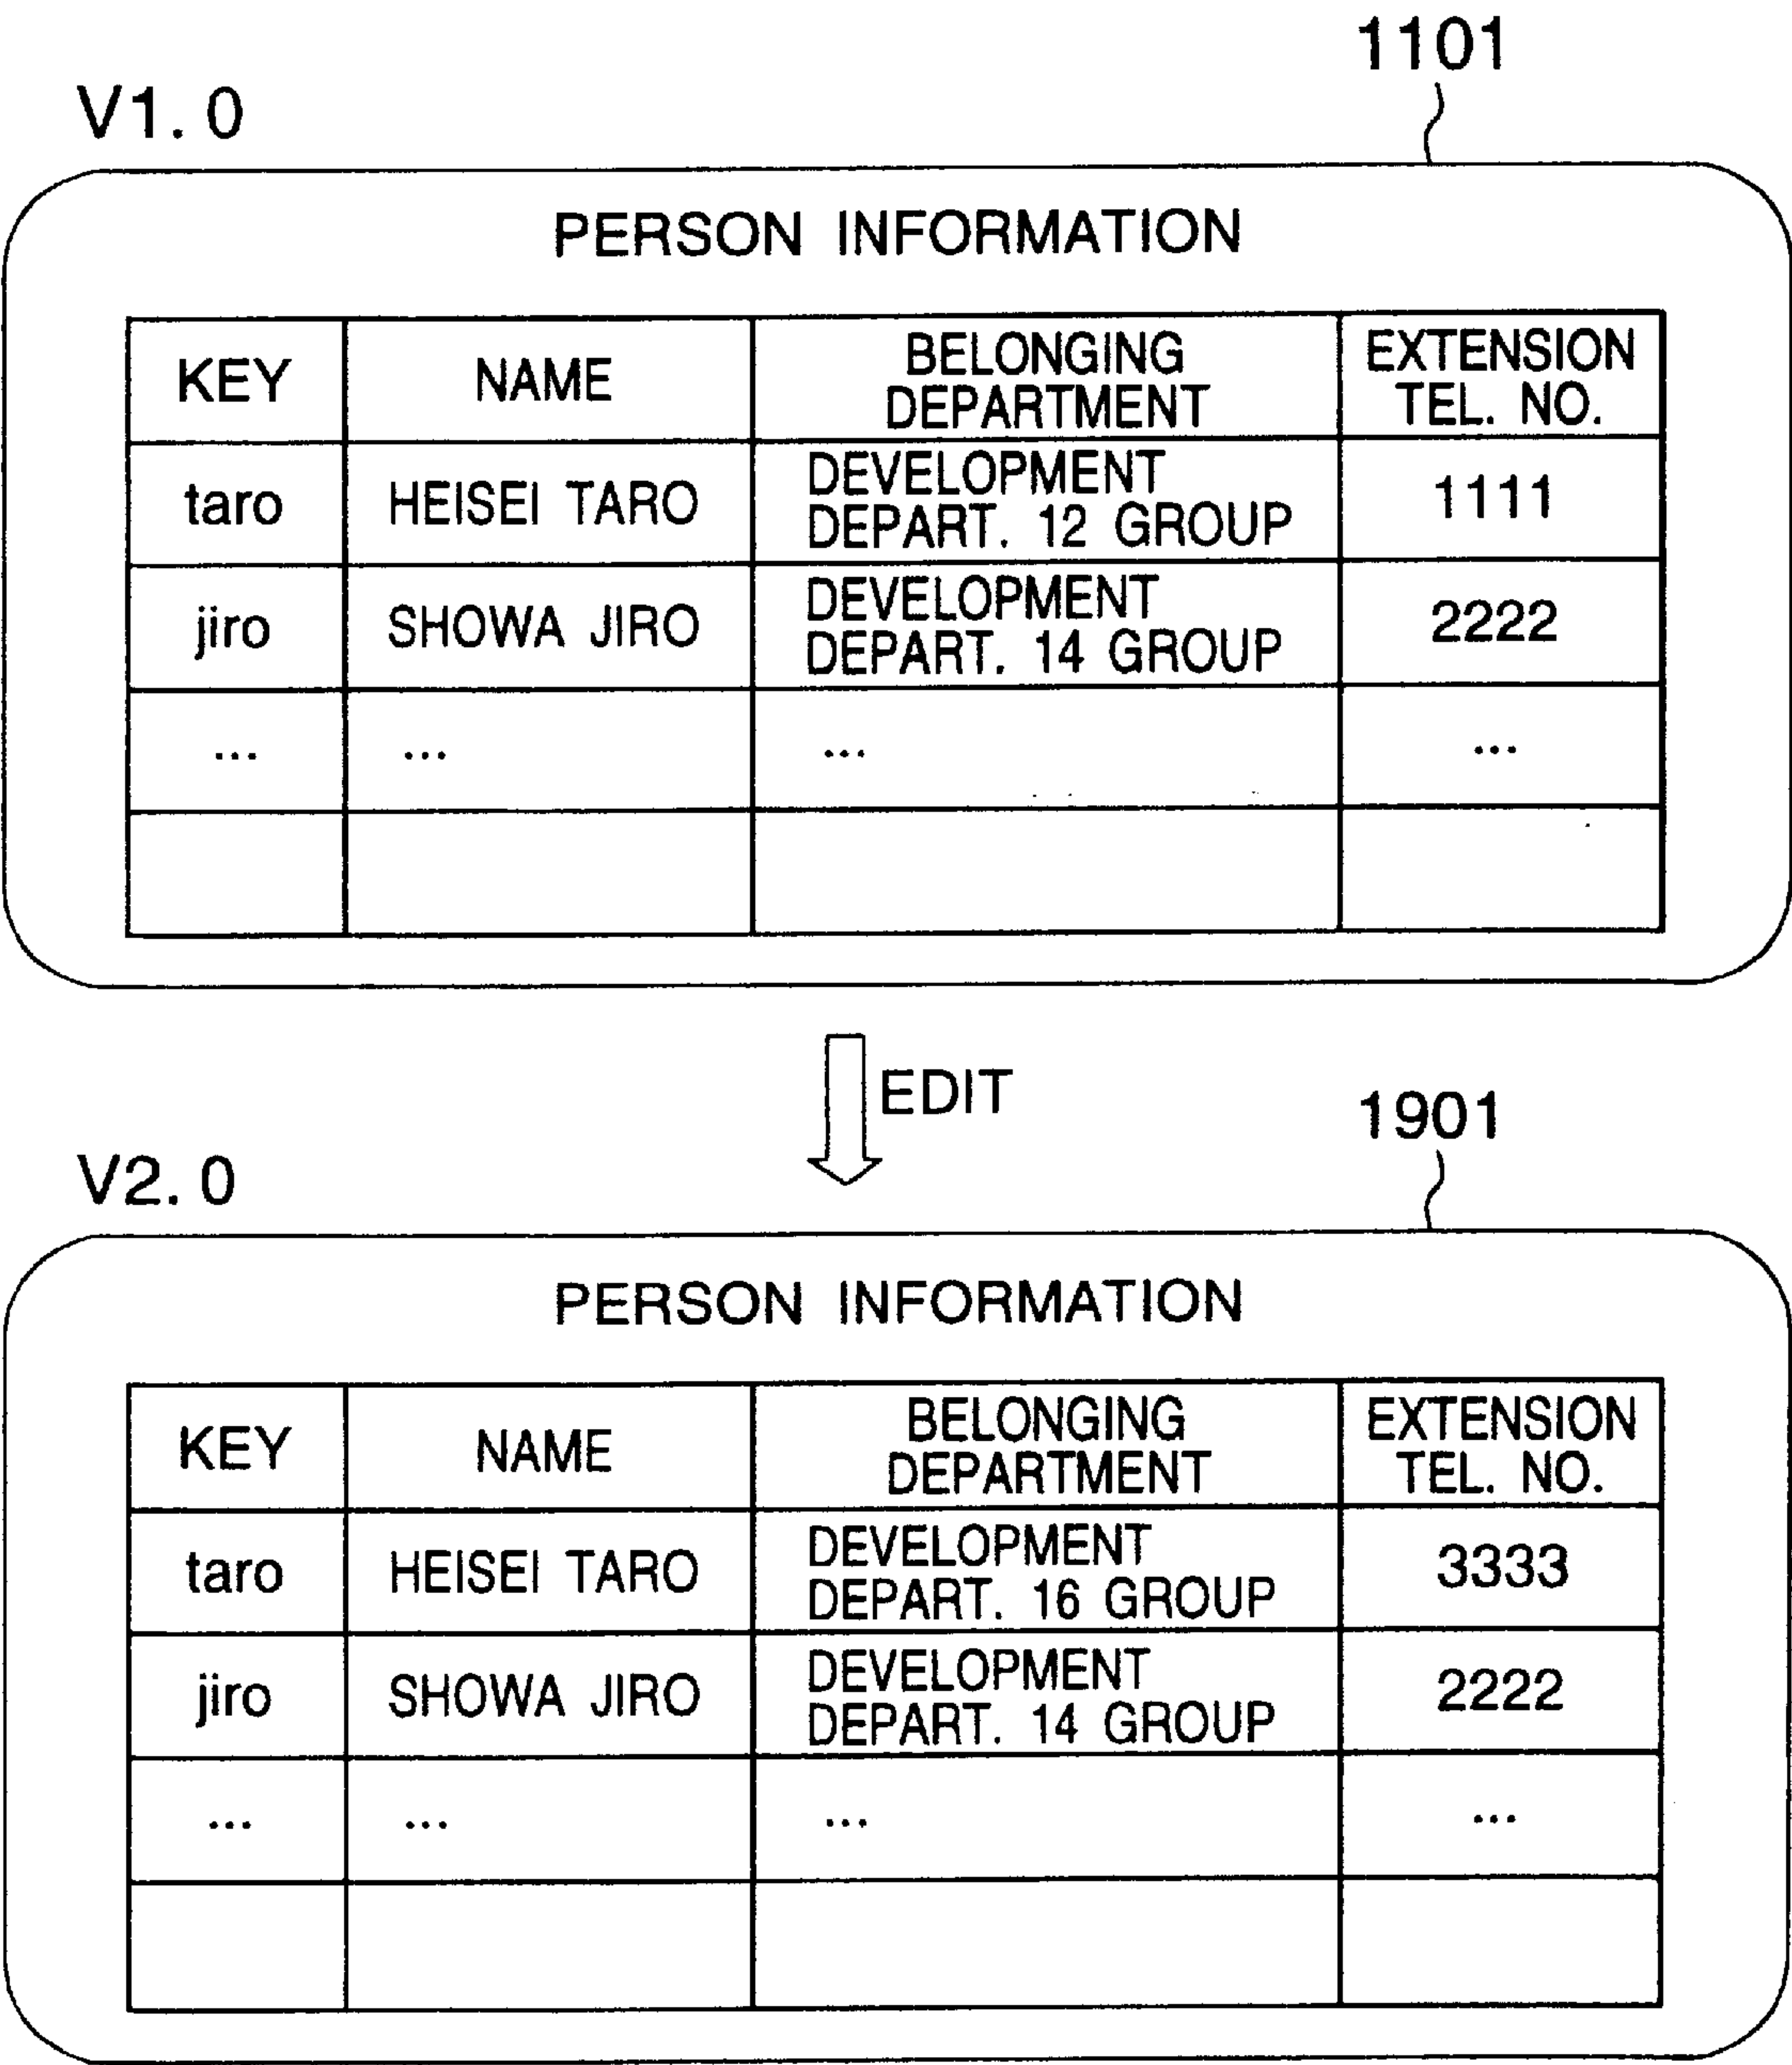 1101
V1. 0
PERSON INFORMATION
KEY
NAME
BELONGING
DEPARTMENT
EXTENSION
TEL. NO.
taro
HEISEI TARO
DEVELOPMENT
DEPART. 12 GROUP
1111
jiro
SHOWA JIRO
DEVELOPMENT
DEPART. 14 GROUP
2222
...
...
...
...
EDIT
1901
V2. 0
PERSON INFORMATION
KEY
NAME
BELONGING
DEPARTMENT
EXTENSION
TEL. NO.
taro
HEISEI TARO
DEVELOPMENT
DEPART. 16 GROUP
3333
jiro
SHOWA JIRO
DEVELOPMENT
DEPART. 14 GROUP
2222
...
...
...
...